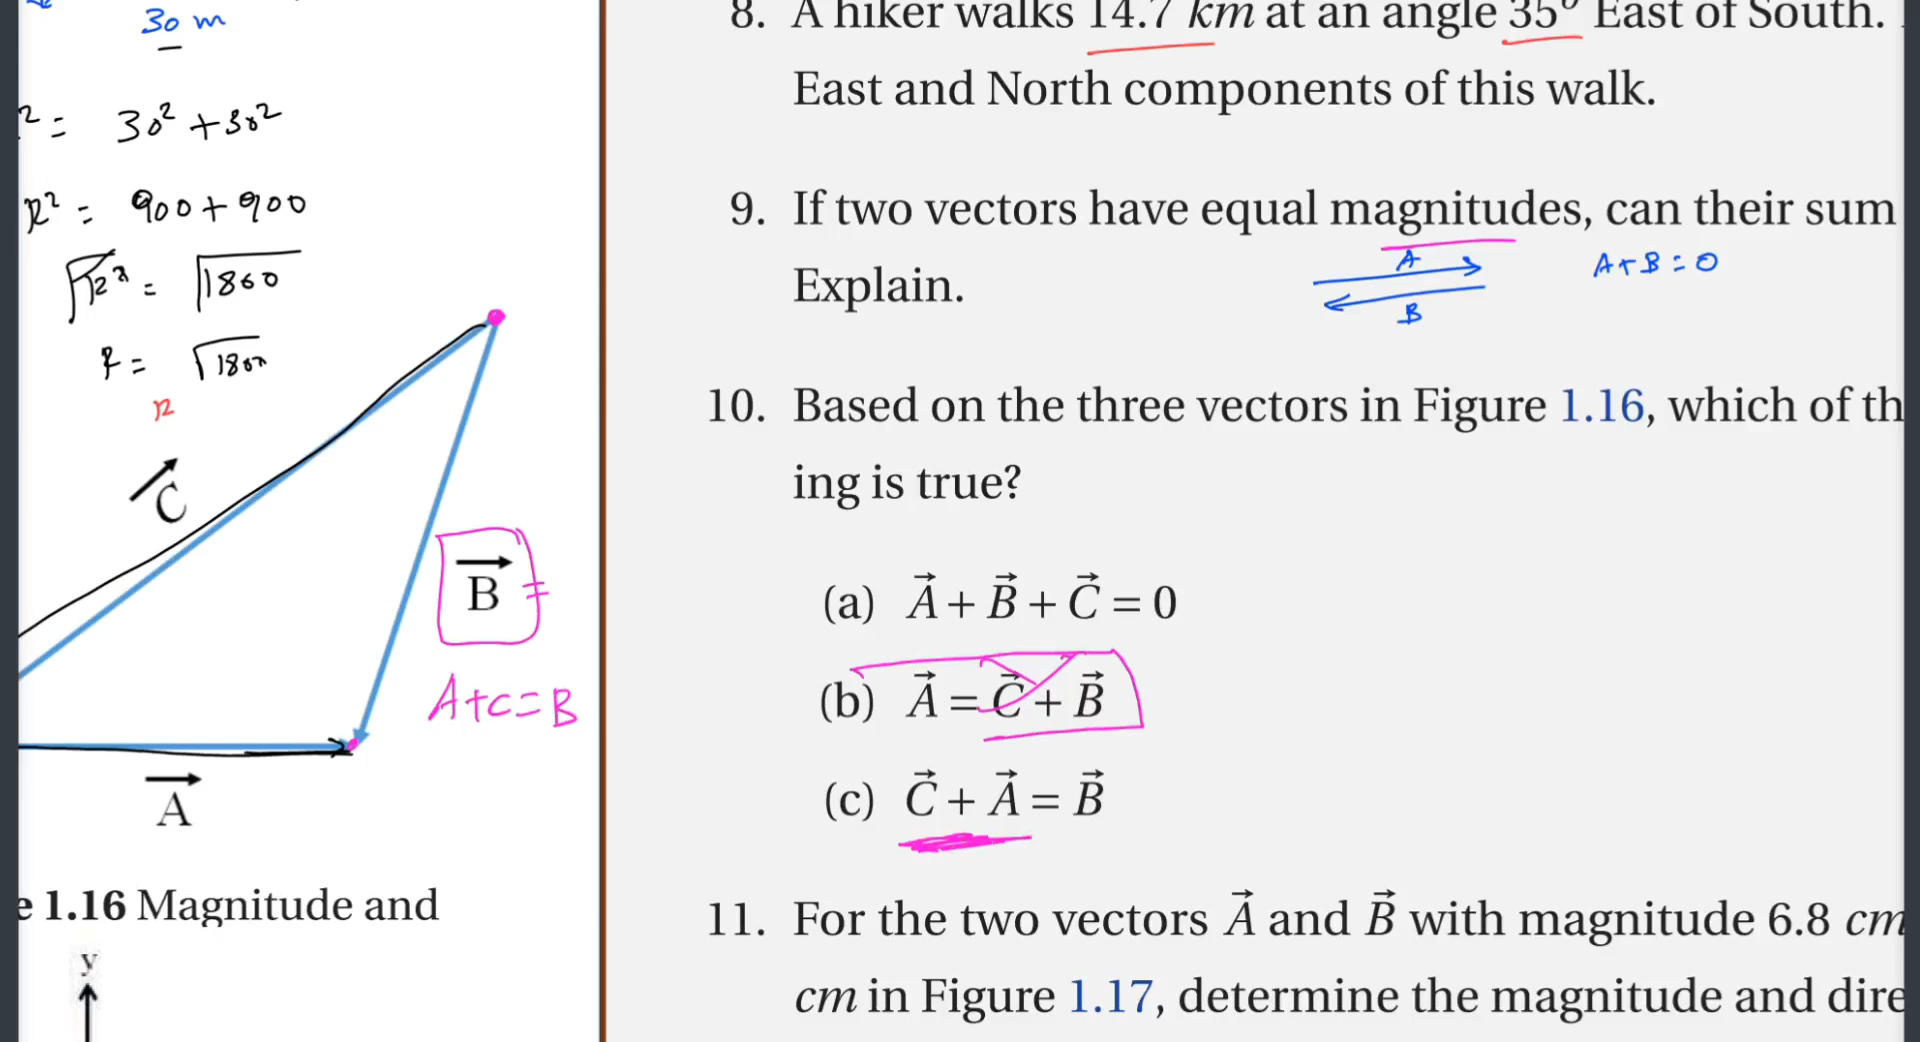 30 m
² = 30² + 30²
R² = 900 + 900
=
R = √
R
C
B =
A+C=B
A
e 1.16 Magnitude and
y
8. A hiker walks 14.7 km at an angle 35° East of South.
East and North components of this walk.
9. If two vectors have equal magnitudes, can their sum
A
A+B=0
Explain.
B
10. Based on the three vectors in Figure 1.16, which of th
ing is true?
(a) A⃗ + B⃗ + C⃗ = 0
(b) A⃗ = C⃗ + B⃗
(c) C⃗ + A⃗ = B⃗
11. For the two vectors A⃗ and B⃗ with magnitude 6.8 cm
cm in Figure 1.17, determine the magnitude and dire